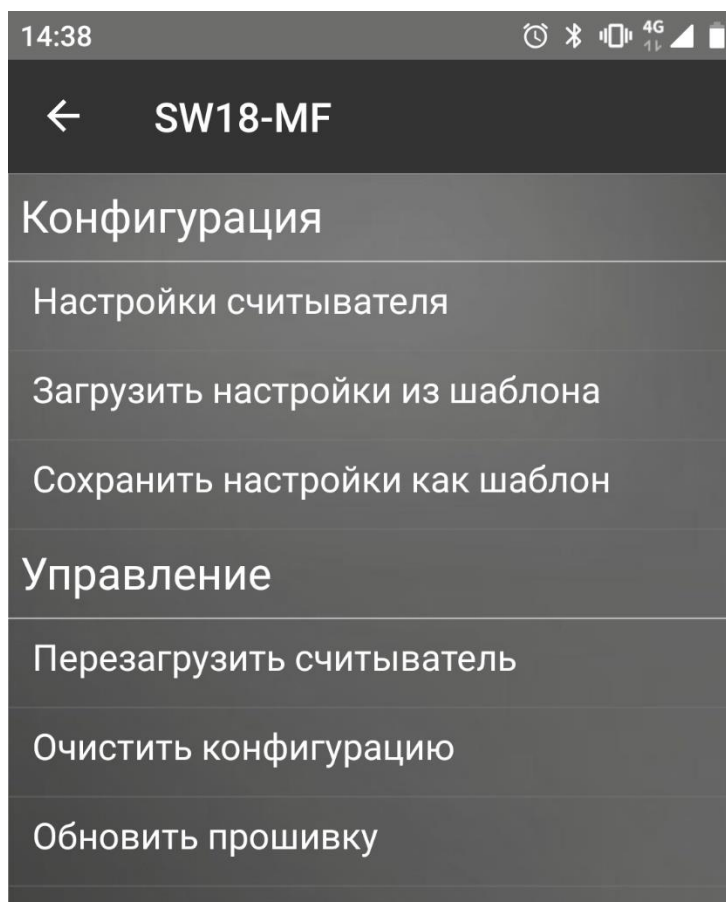 14:38
4G
SW18-MF
Конфигурация
Настройки считывателя
Загрузить настройки из шаблона
Сохранить настройки как шаблон
Управление
Перезагрузить считыватель
Очистить конфигурацию
Обновить прошивку